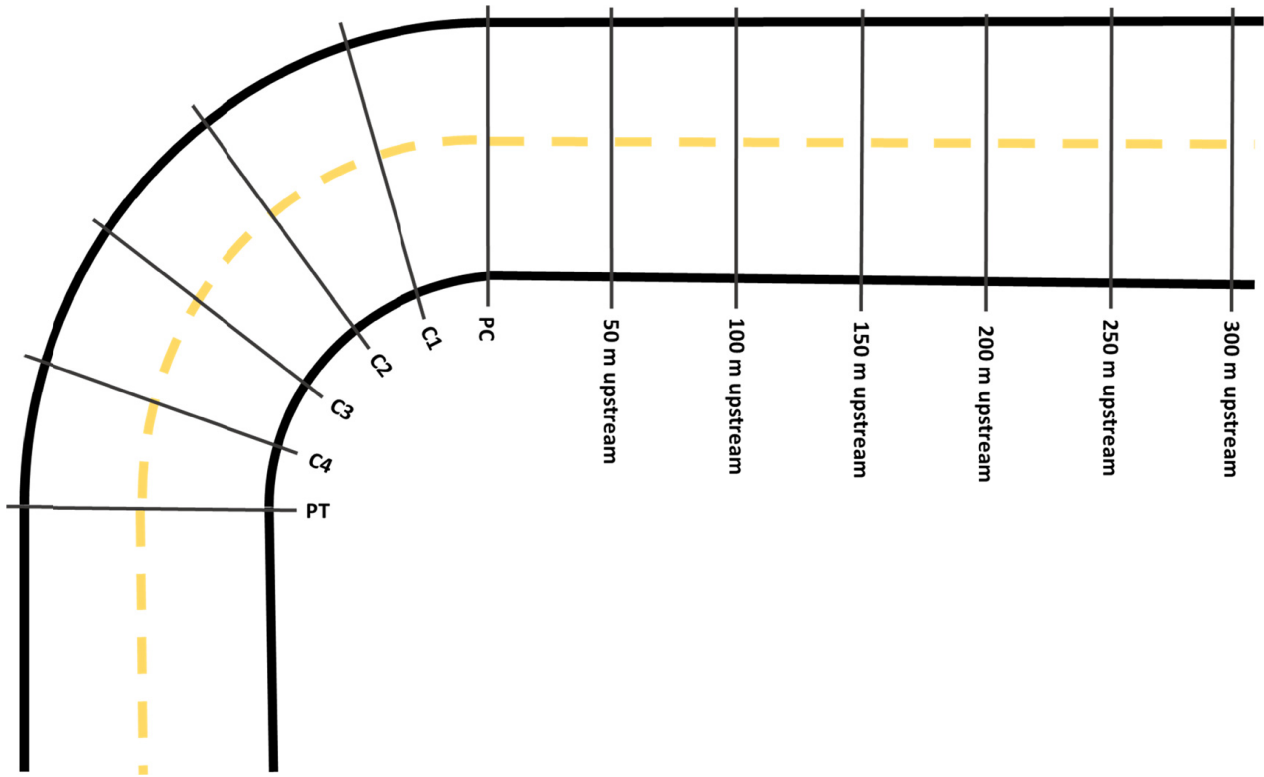 PC
50 m upstream
100 m upstream
150 m upstream
200 m upstream
250 m upstream
300 m upstream
C1
C2
C3
C4
PT